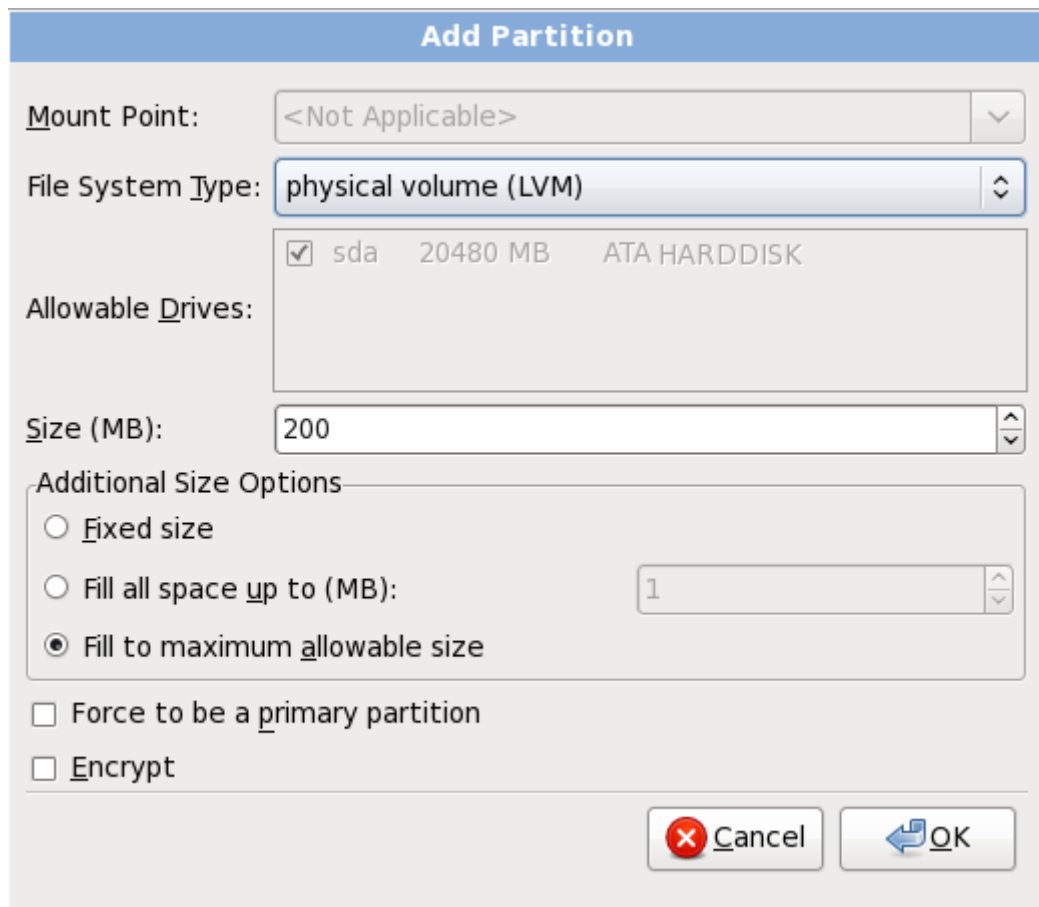 Add Partition
Mount Point: <Not Applicable>
File System Type: physical volume (LVM)
sda 20480 MB ATA HARDDISK
Allowable Drives:
Size (MB): 200
Additional Size Options
Fixed size
Fill all space up to (MB): 1
Fill to maximum allowable size
Force to be a primary partition
Encrypt
Cancel OK